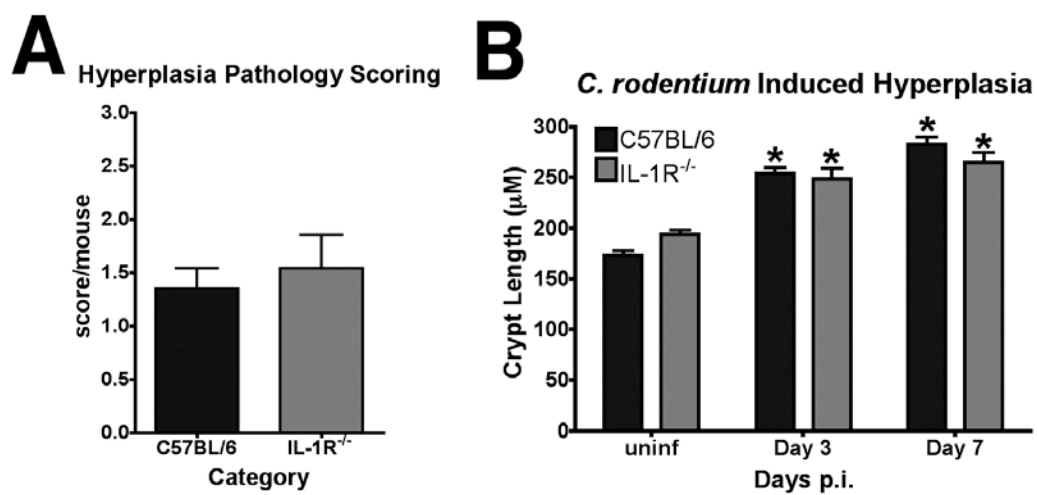 A
Hyperplasia Pathology Scoring
3.0
2.5
2.0
1.5
1.0
0.5
0.0
score/mouse
C57BL/6
IL-1R-/-
Category
B
C. rodentium Induced Hyperplasia
300
250
200
150
100
50
0
Crypt Length (µM)
C57BL/6
IL-1R-/-
*
*
*
*
uninf
Day 3
Day 7
Days p.i.